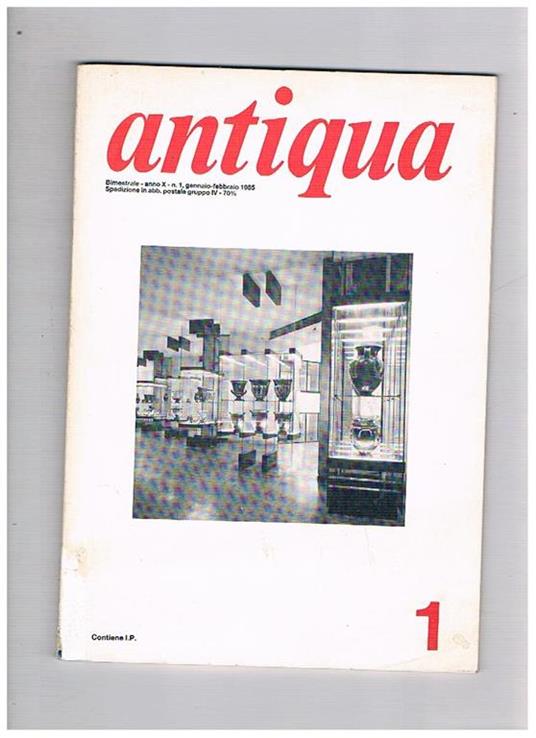 antiqua
Bimestrale - anno X - n. 1, gennaio-febbraio 1985
Spedizione in abb. postale gruppo IV - 70%
Contiene I.P.
1